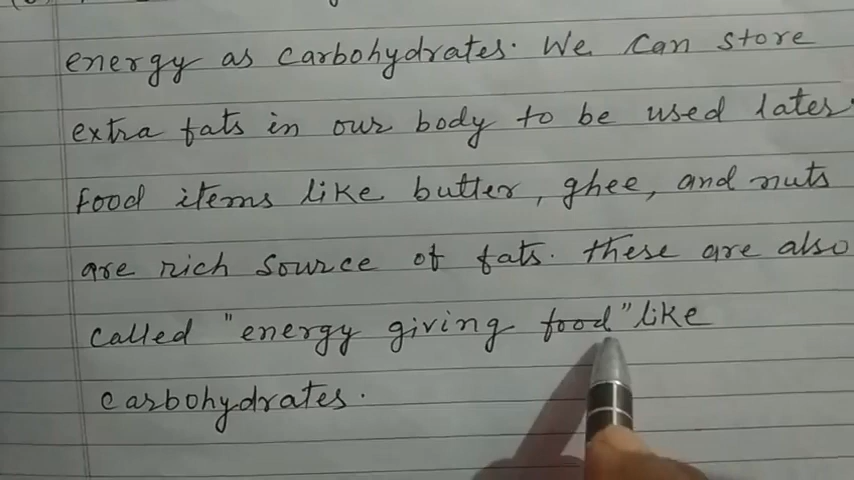 energy as carbohydrates. We can store
extra fats in our body to be used later.
Food items like butter, ghee, and nuts
are rich source of fats. These are also
called "energy giving food" like
carbohydrates.